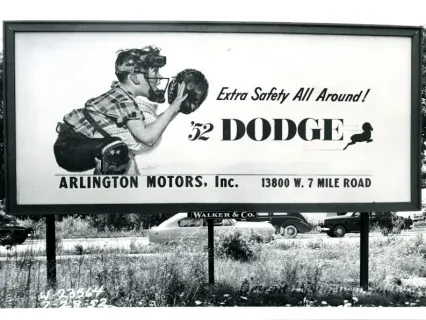 Extra Safety All Around!
'52 DODGE
ARLINGTON MOTORS, Inc. 13800 W. 7 MILE ROAD
WALKER & CO.